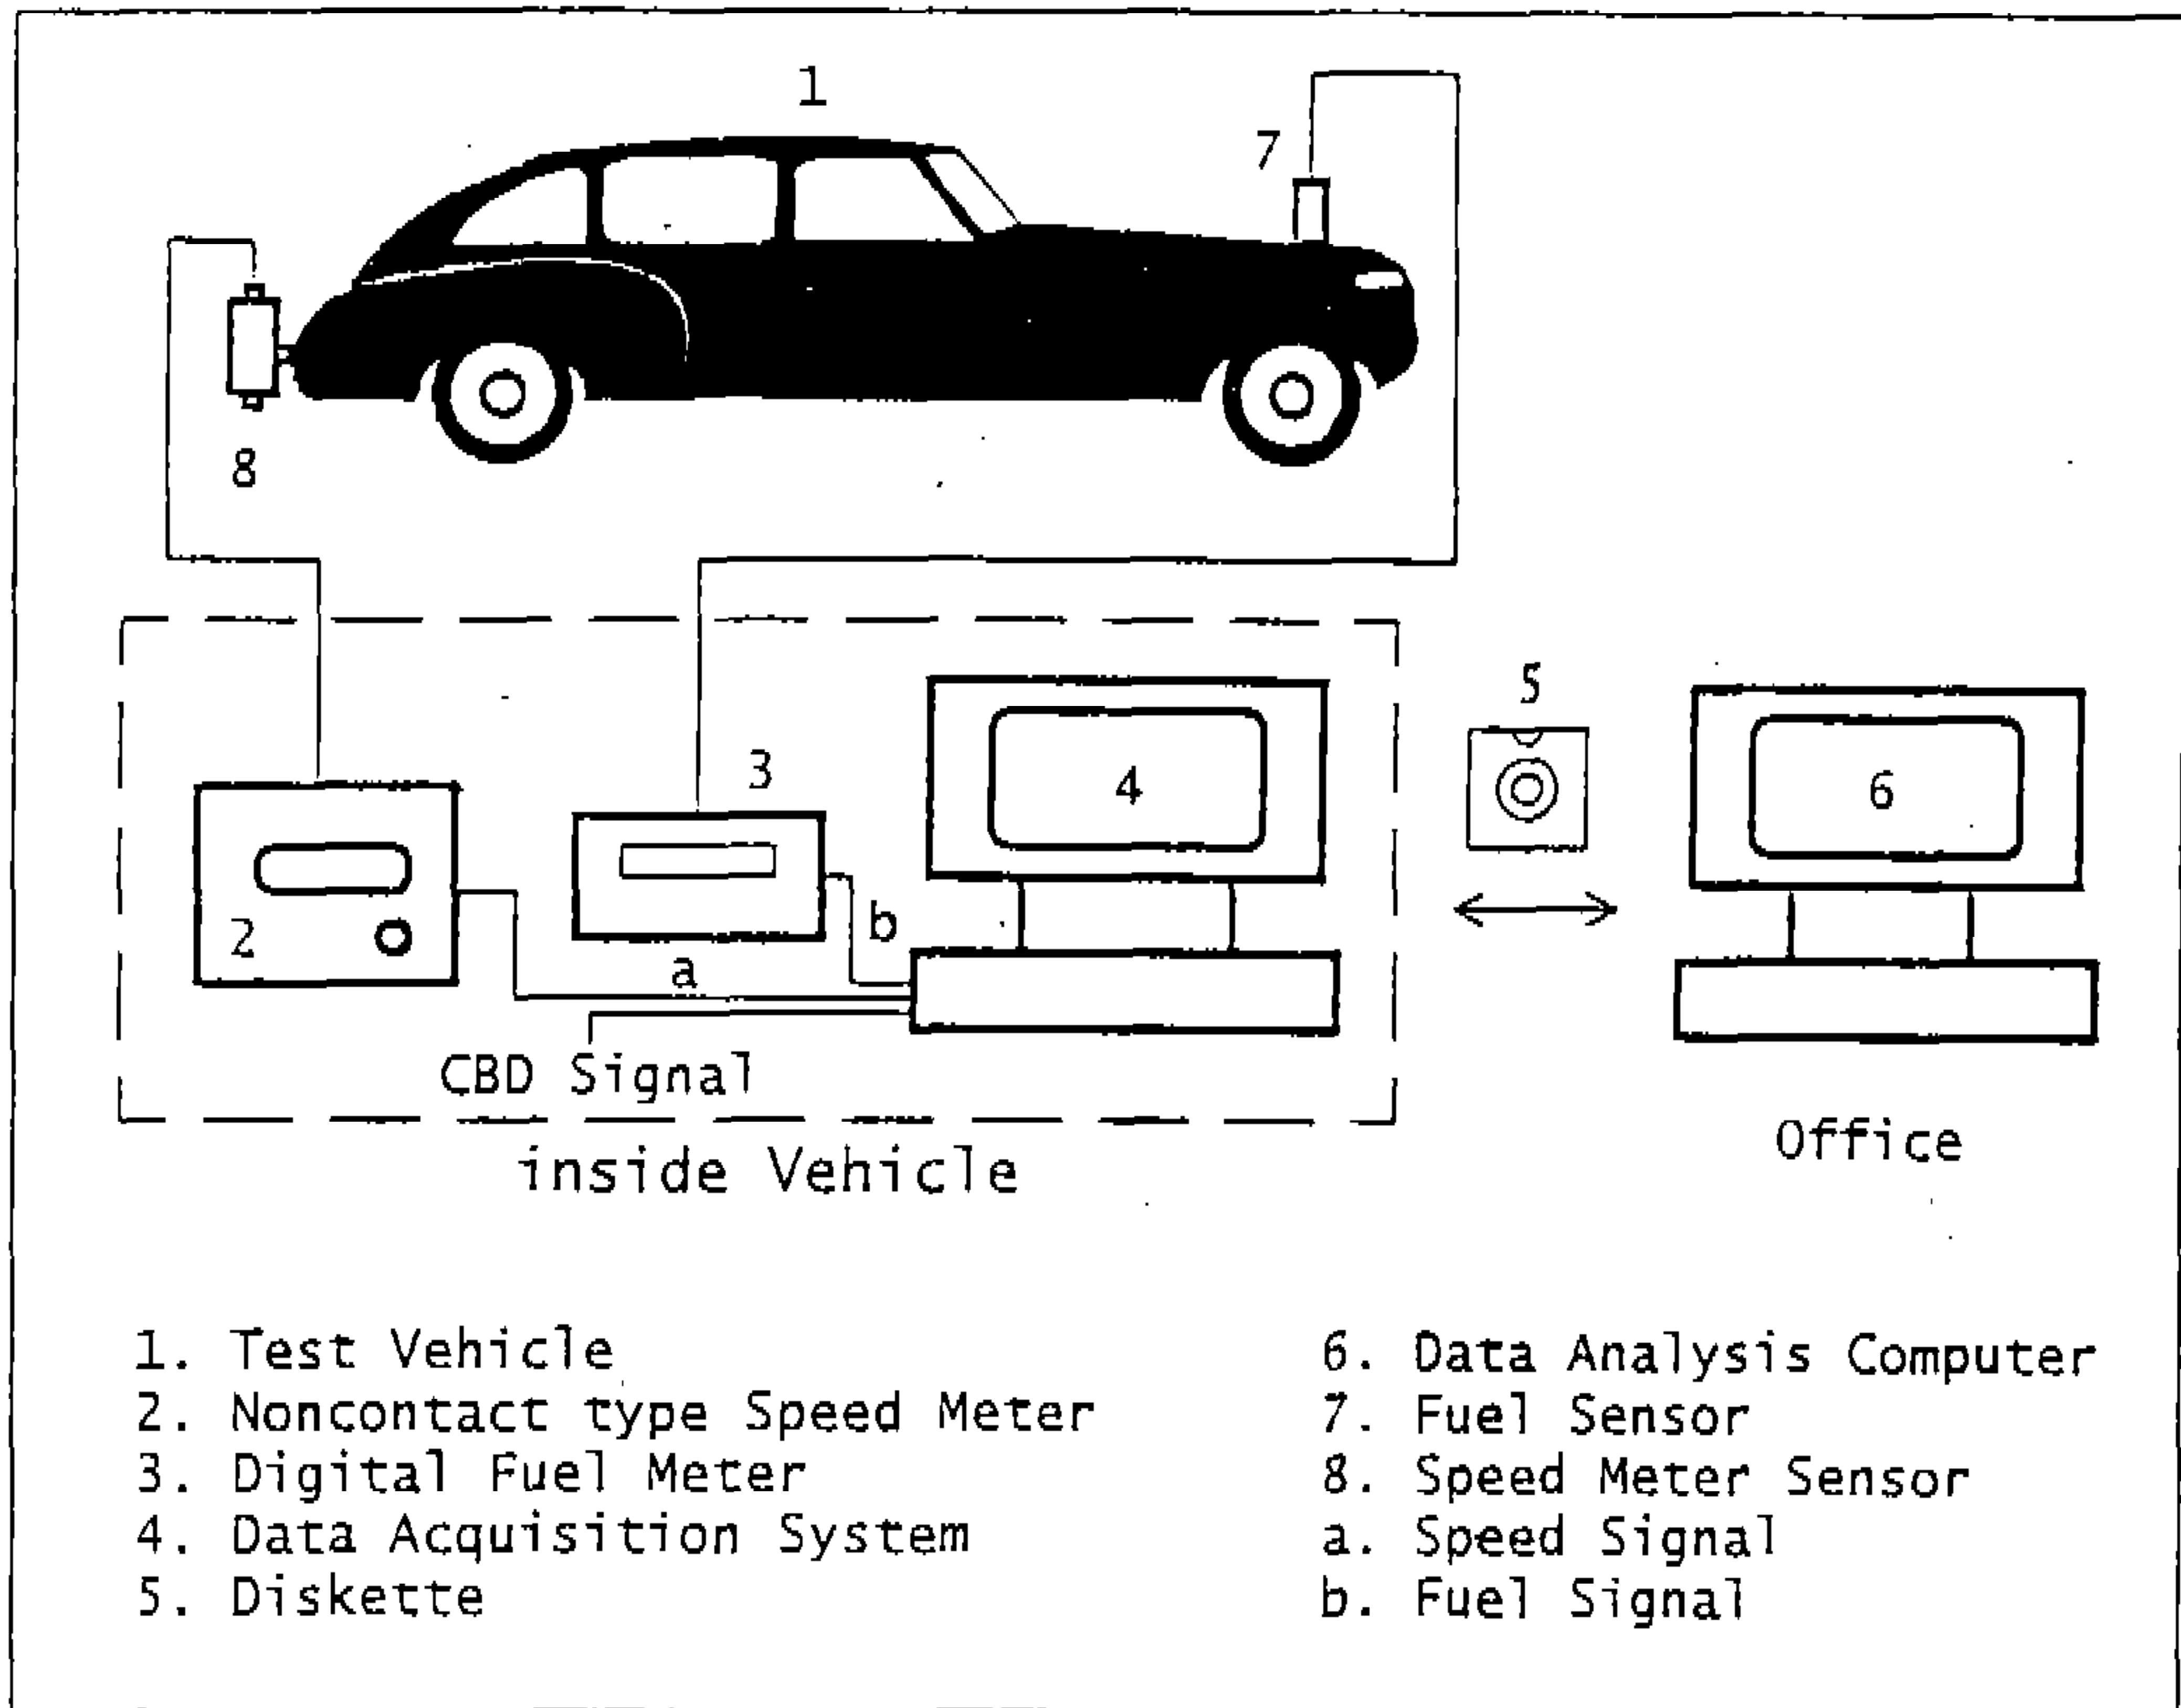 1
7
8
5
3
4
6
2
b
a
CBD Signal
inside Vehicle
Office
1. Test Vehicle
2. Noncontact type Speed Meter
3. Digital Fuel Meter
4. Data Acquisition System
5. Diskette
6. Data Analysis Computer
7. Fuel Sensor
8. Speed Meter Sensor
a. Speed Signal
b. Fuel Signal